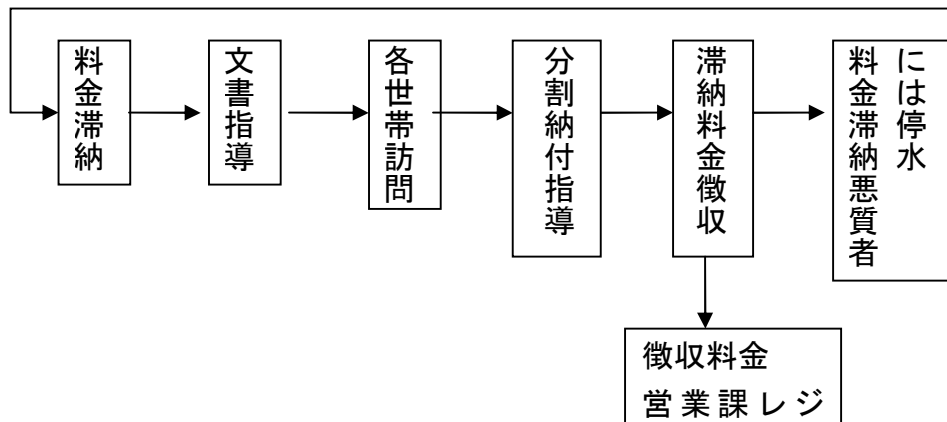 料金滞納
文書指導
各世帯訪問
分割納付指導
滞納料金徴収
料金滞納悪質者
には停水
徴収料金
営業課レジ